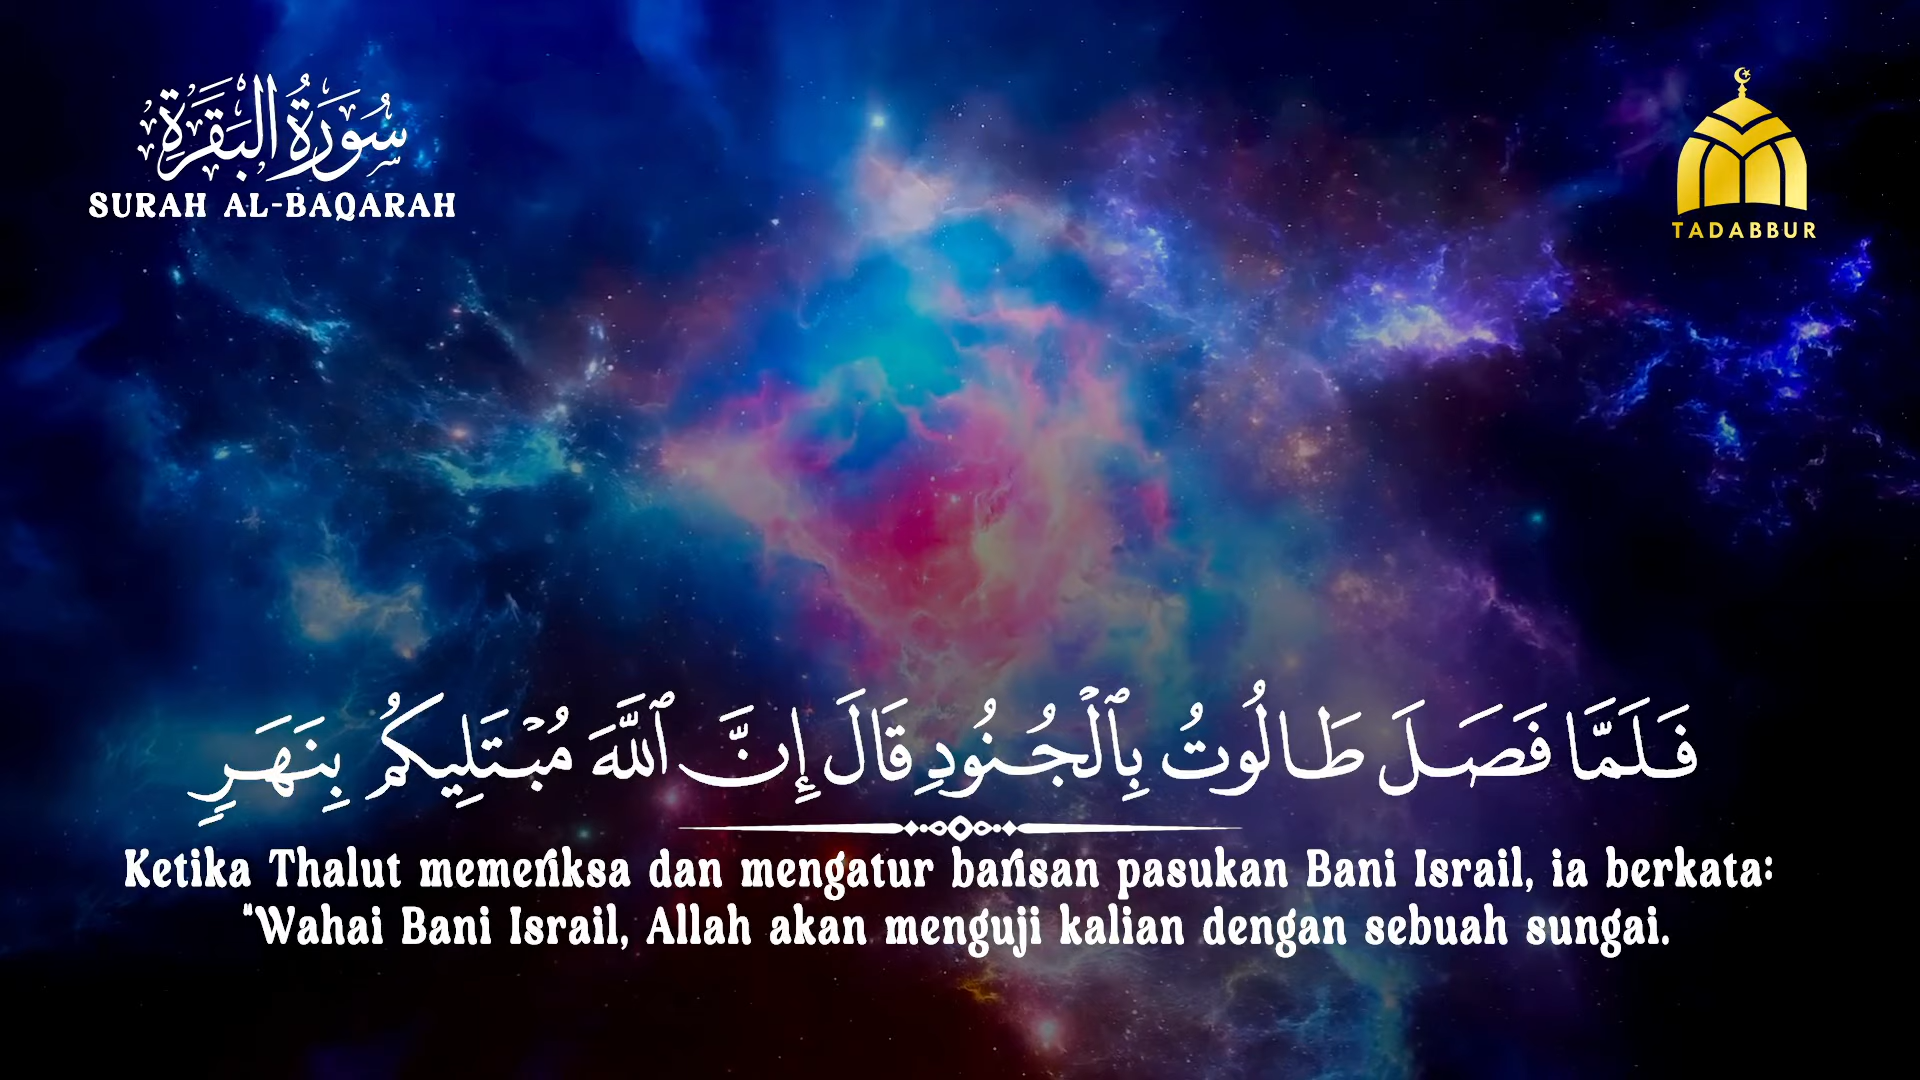 سُورَةُ البَقَرَةِ
SURAH AL-BAQARAH
TADABBUR
فَلَمَّا فَصَلَ طَالُوتُ بِٱلْجُنُودِ قَالَ إِنَّ ٱللَّهَ مُبْتَلِيكُم بِنَهَرٍ
Ketika Thalut memeriksa dan mengatur barisan pasukan Bani Israil, ia berkata:
"Wahai Bani Israil, Allah akan menguji kalian dengan sebuah sungai.